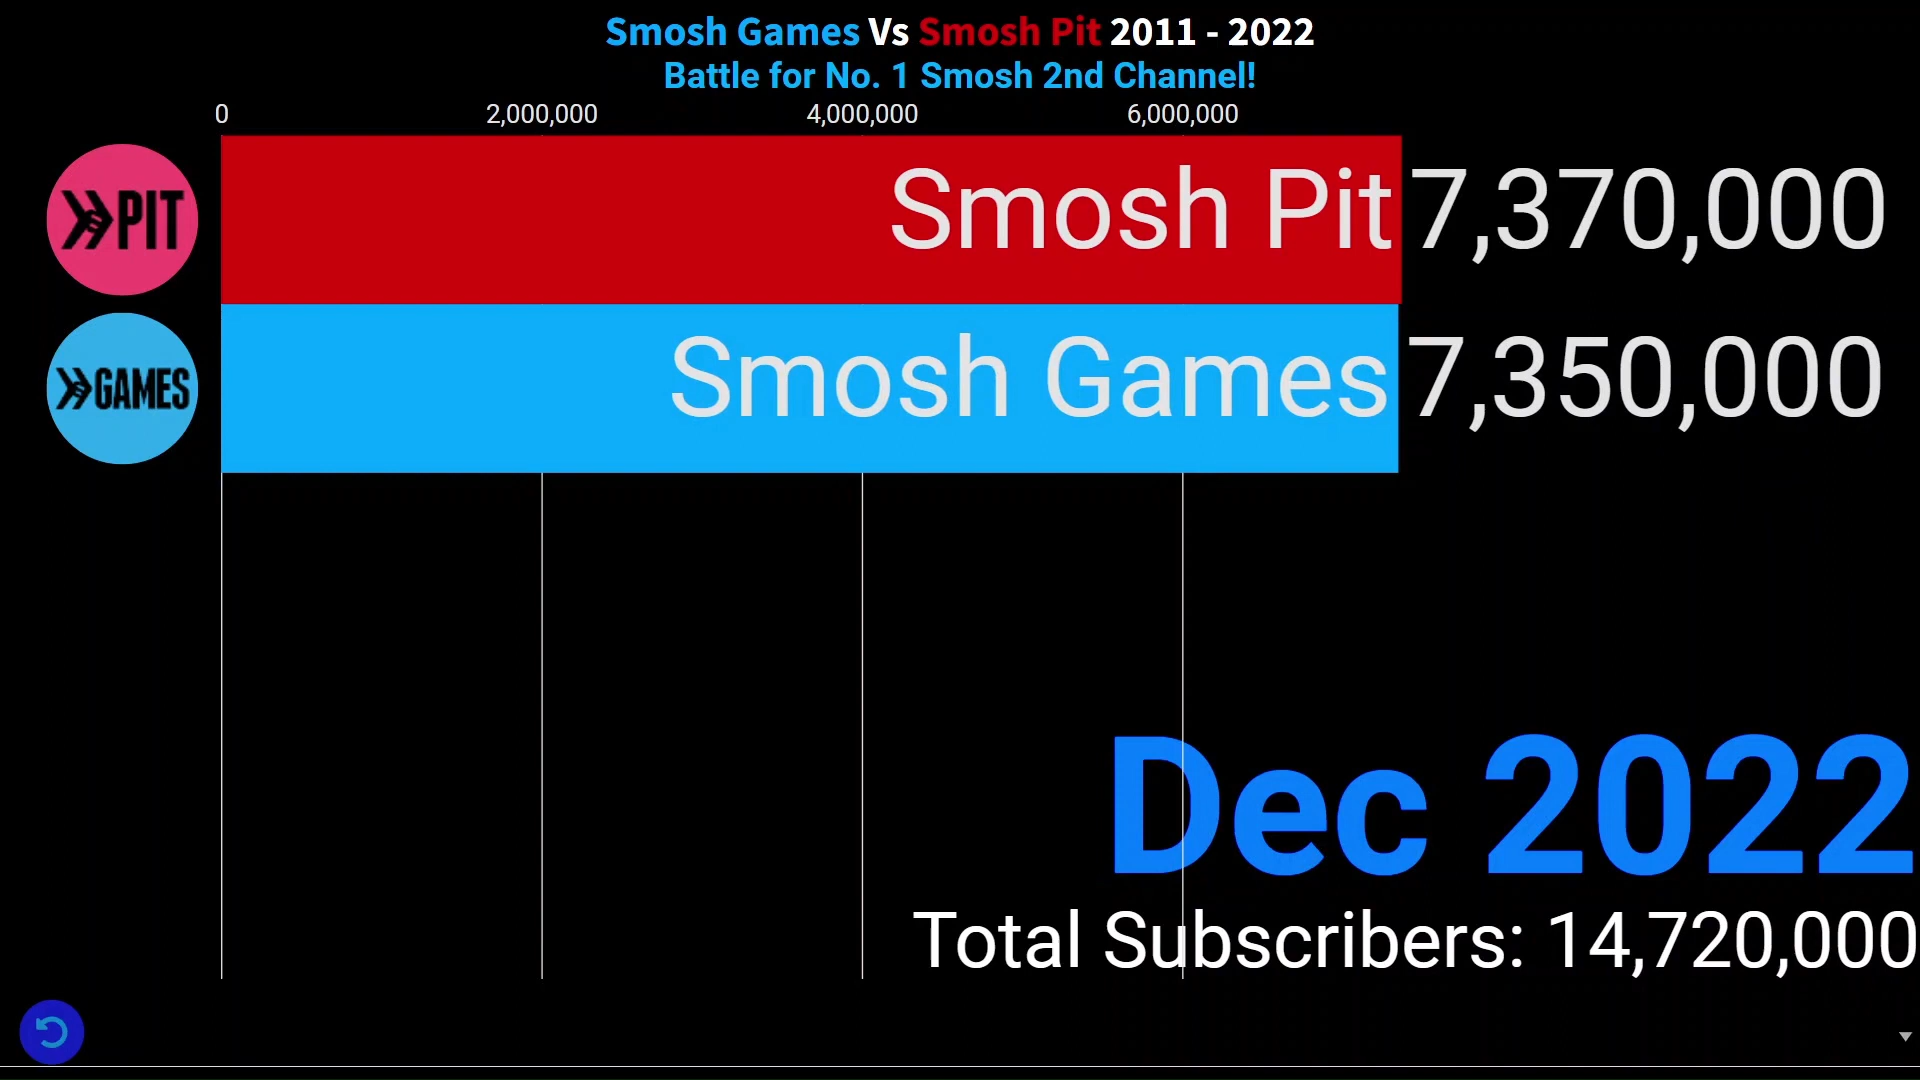 Smosh Games Vs Smosh Pit 2011 - 2022
Battle for No. 1 Smosh 2nd Channel!
0 2,000,000 4,000,000 6,000,000
PIT Smosh Pit 7,370,000
GAMES Smosh Games 7,350,000
Dec 2022
Total Subscribers: 14,720,000